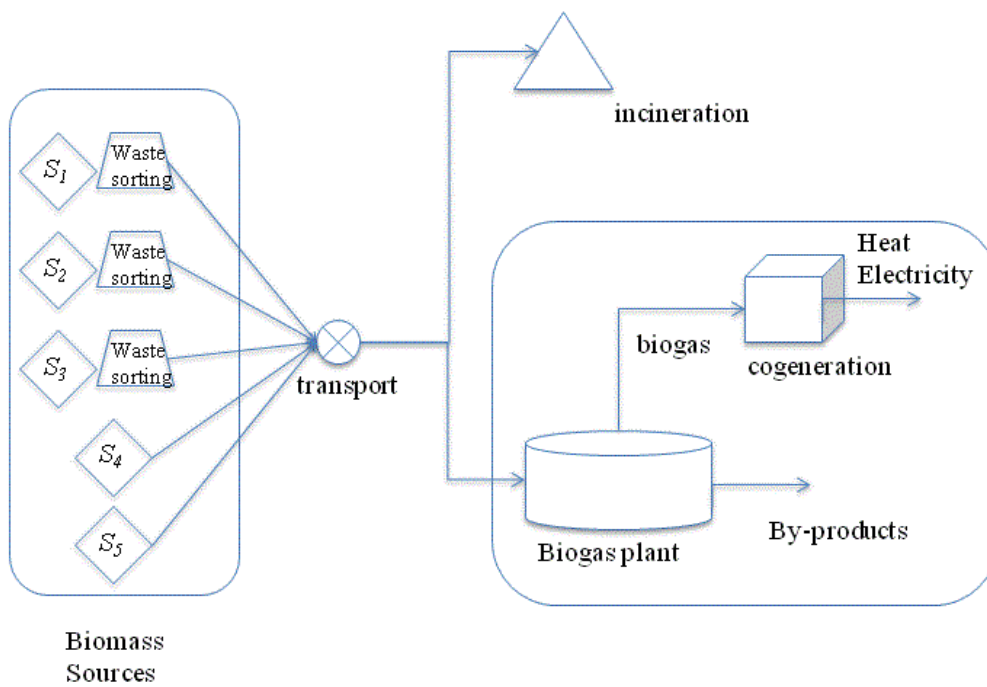 S1
Waste
sorting
S2
Waste
sorting
S3
Waste
sorting
S4
S5
Biomass
Sources
transport
incineration
Heat
Electricity
biogas
cogeneration
Biogas plant
By-products